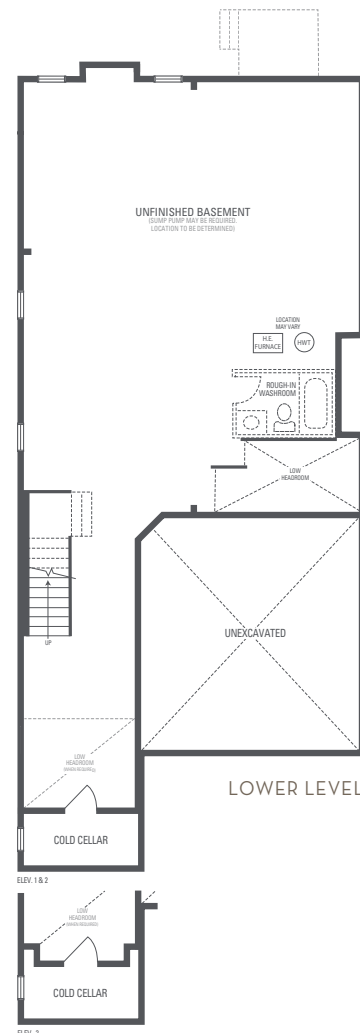 UNFINISHED BASEMENT
(SUMP PUMP MAY BE REQUIRED.
LOCATION TO BE DETERMINED)
LOCATION
MAY VARY
H.E.
FURNACE
HWT
ROUGH-IN
WASHROOM
LOW
HEADROOM
UNEXCAVATED
UP
LOW
HEADROOM
(WHEN REQUIRED)
LOWER LEVEL
COLD CELLAR
ELEV. 1 & 2
LOW
HEADROOM
(WHEN REQUIRED)
COLD CELLAR